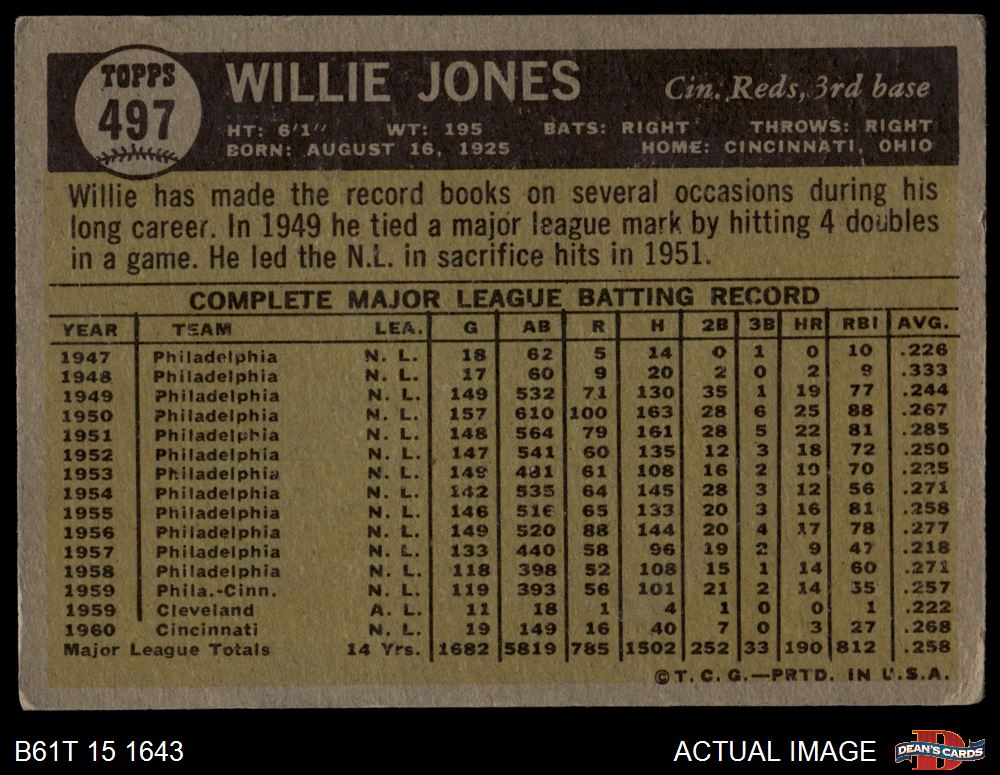 TOPPS
497
WILLIE JONES
Cin. Reds, 3rd base
HT: 6'1" WT: 195 BATS: RIGHT THROWS: RIGHT
BORN: AUGUST 16, 1925 HOME: CINCINNATI, OHIO
Willie has made the record books on several occasions during his
long career. In 1949 he tied a major league mark by hitting 4 doubles
in a game. He led the N.L. in sacrifice hits in 1951.
COMPLETE MAJOR LEAGUE BATTING RECORD
YEAR TEAM LEA. G AB R H 2B 3B HR RBI AVG.
1947 Philadelphia N. L. 18 62 5 14 0 1 0 10 .226
1948 Philadelphia N. L. 17 60 9 20 2 0 2 9 .333
1949 Philadelphia N. L. 149 532 71 130 35 1 19 77 .244
1950 Philadelphia N. L. 157 610 100 163 28 6 25 88 .267
1951 Philadelphia N. L. 148 564 79 161 28 5 22 81 .285
1952 Philadelphia N. L. 147 541 60 135 12 3 18 72 .250
1953 Philadelphia N. L. 149 481 61 108 16 2 19 70 .225
1954 Philadelphia N. L. 142 535 64 145 28 3 12 56 .271
1955 Philadelphia N. L. 146 516 65 133 20 3 16 81 .258
1956 Philadelphia N. L. 149 520 88 144 20 4 17 78 .277
1957 Philadelphia N. L. 133 440 58 96 19 2 9 47 .218
1958 Philadelphia N. L. 118 398 52 108 15 1 14 60 .271
1959 Phila.-Cinn. N. L. 119 393 56 101 21 2 14 35 .257
1959 Cleveland A. L. 11 18 1 4 1 0 0 1 .222
1960 Cincinnati N. L. 19 149 16 40 7 0 3 27 .268
Major League Totals 14 Yrs. 1682 5819 785 1502 252 33 190 812 .258
© T. C. G.—PRTD. IN U.S.A.
B61T 15 1643
ACTUAL IMAGE
DEAN'S CARDS